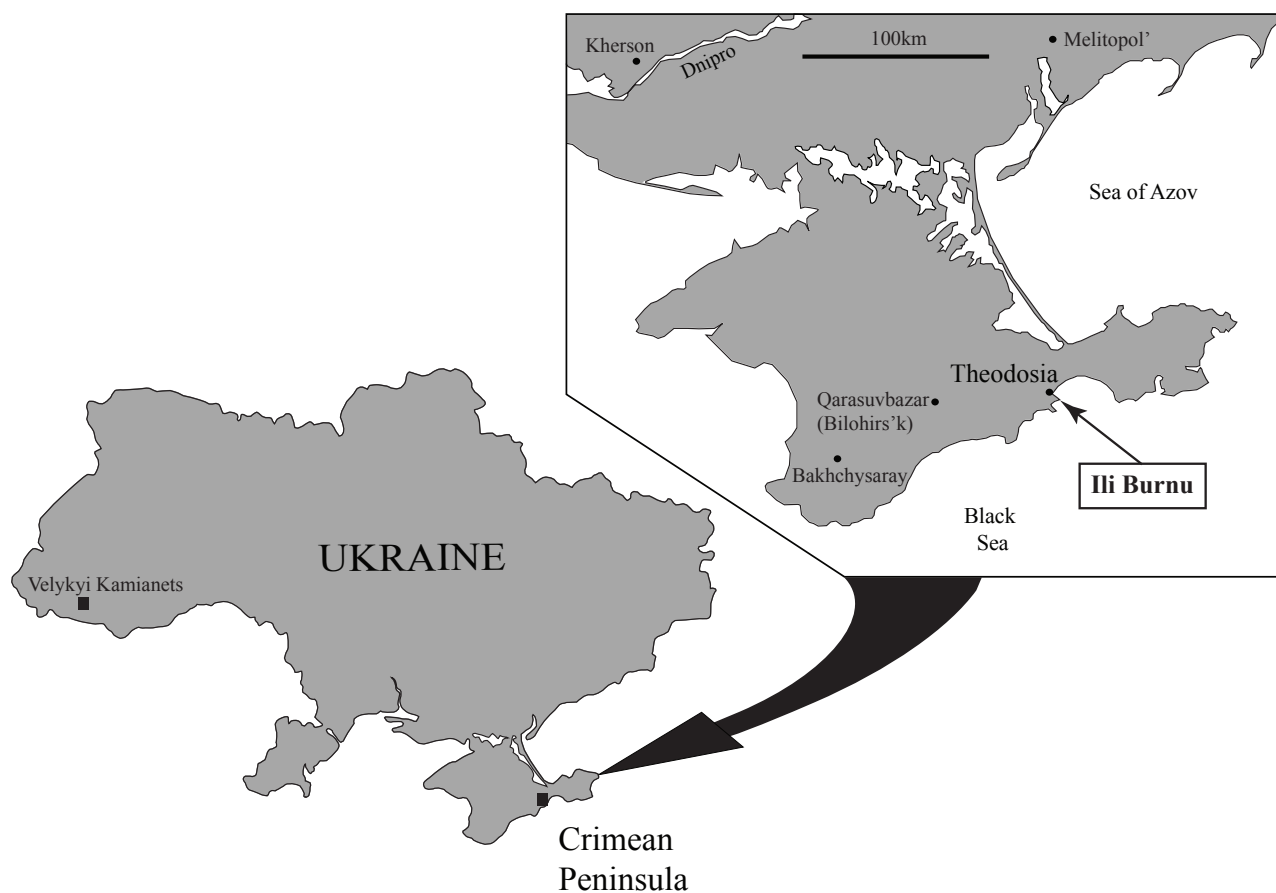 Kherson
Dnipro
100km
Melitopol’
Sea of Azov
Theodosia
Qarasuvbazar
(Bilohirs’k)
Bakhchysaray
Ili Burnu
Black
Sea
UKRAINE
Velykyi Kamianets
Crimean
Peninsula